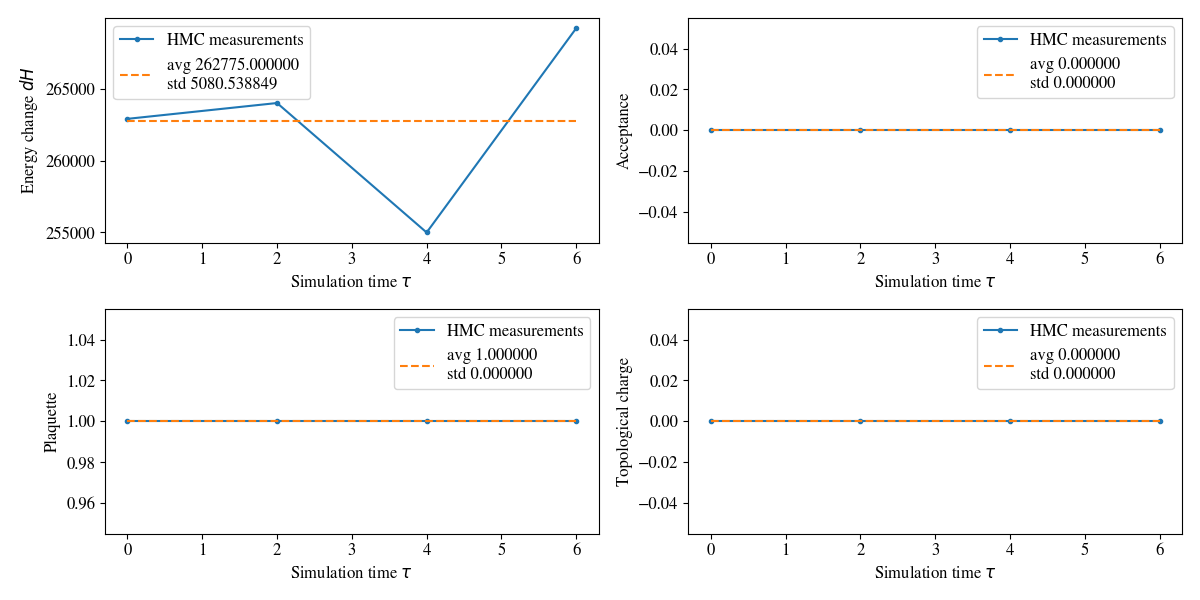 HMC measurements
avg 262775.000000
std 5080.538849
Energy change dH
265000
260000
255000
0 1 2 3 4 5 6
Simulation time τ
HMC measurements
avg 0.000000
std 0.000000
Acceptance
0.04
0.02
0.00
−0.02
−0.04
0 1 2 3 4 5 6
Simulation time τ
HMC measurements
avg 1.000000
std 0.000000
Plaquette
1.04
1.02
1.00
0.98
0.96
0 1 2 3 4 5 6
Simulation time τ
HMC measurements
avg 0.000000
std 0.000000
Topological charge
0.04
0.02
0.00
−0.02
−0.04
0 1 2 3 4 5 6
Simulation time τ